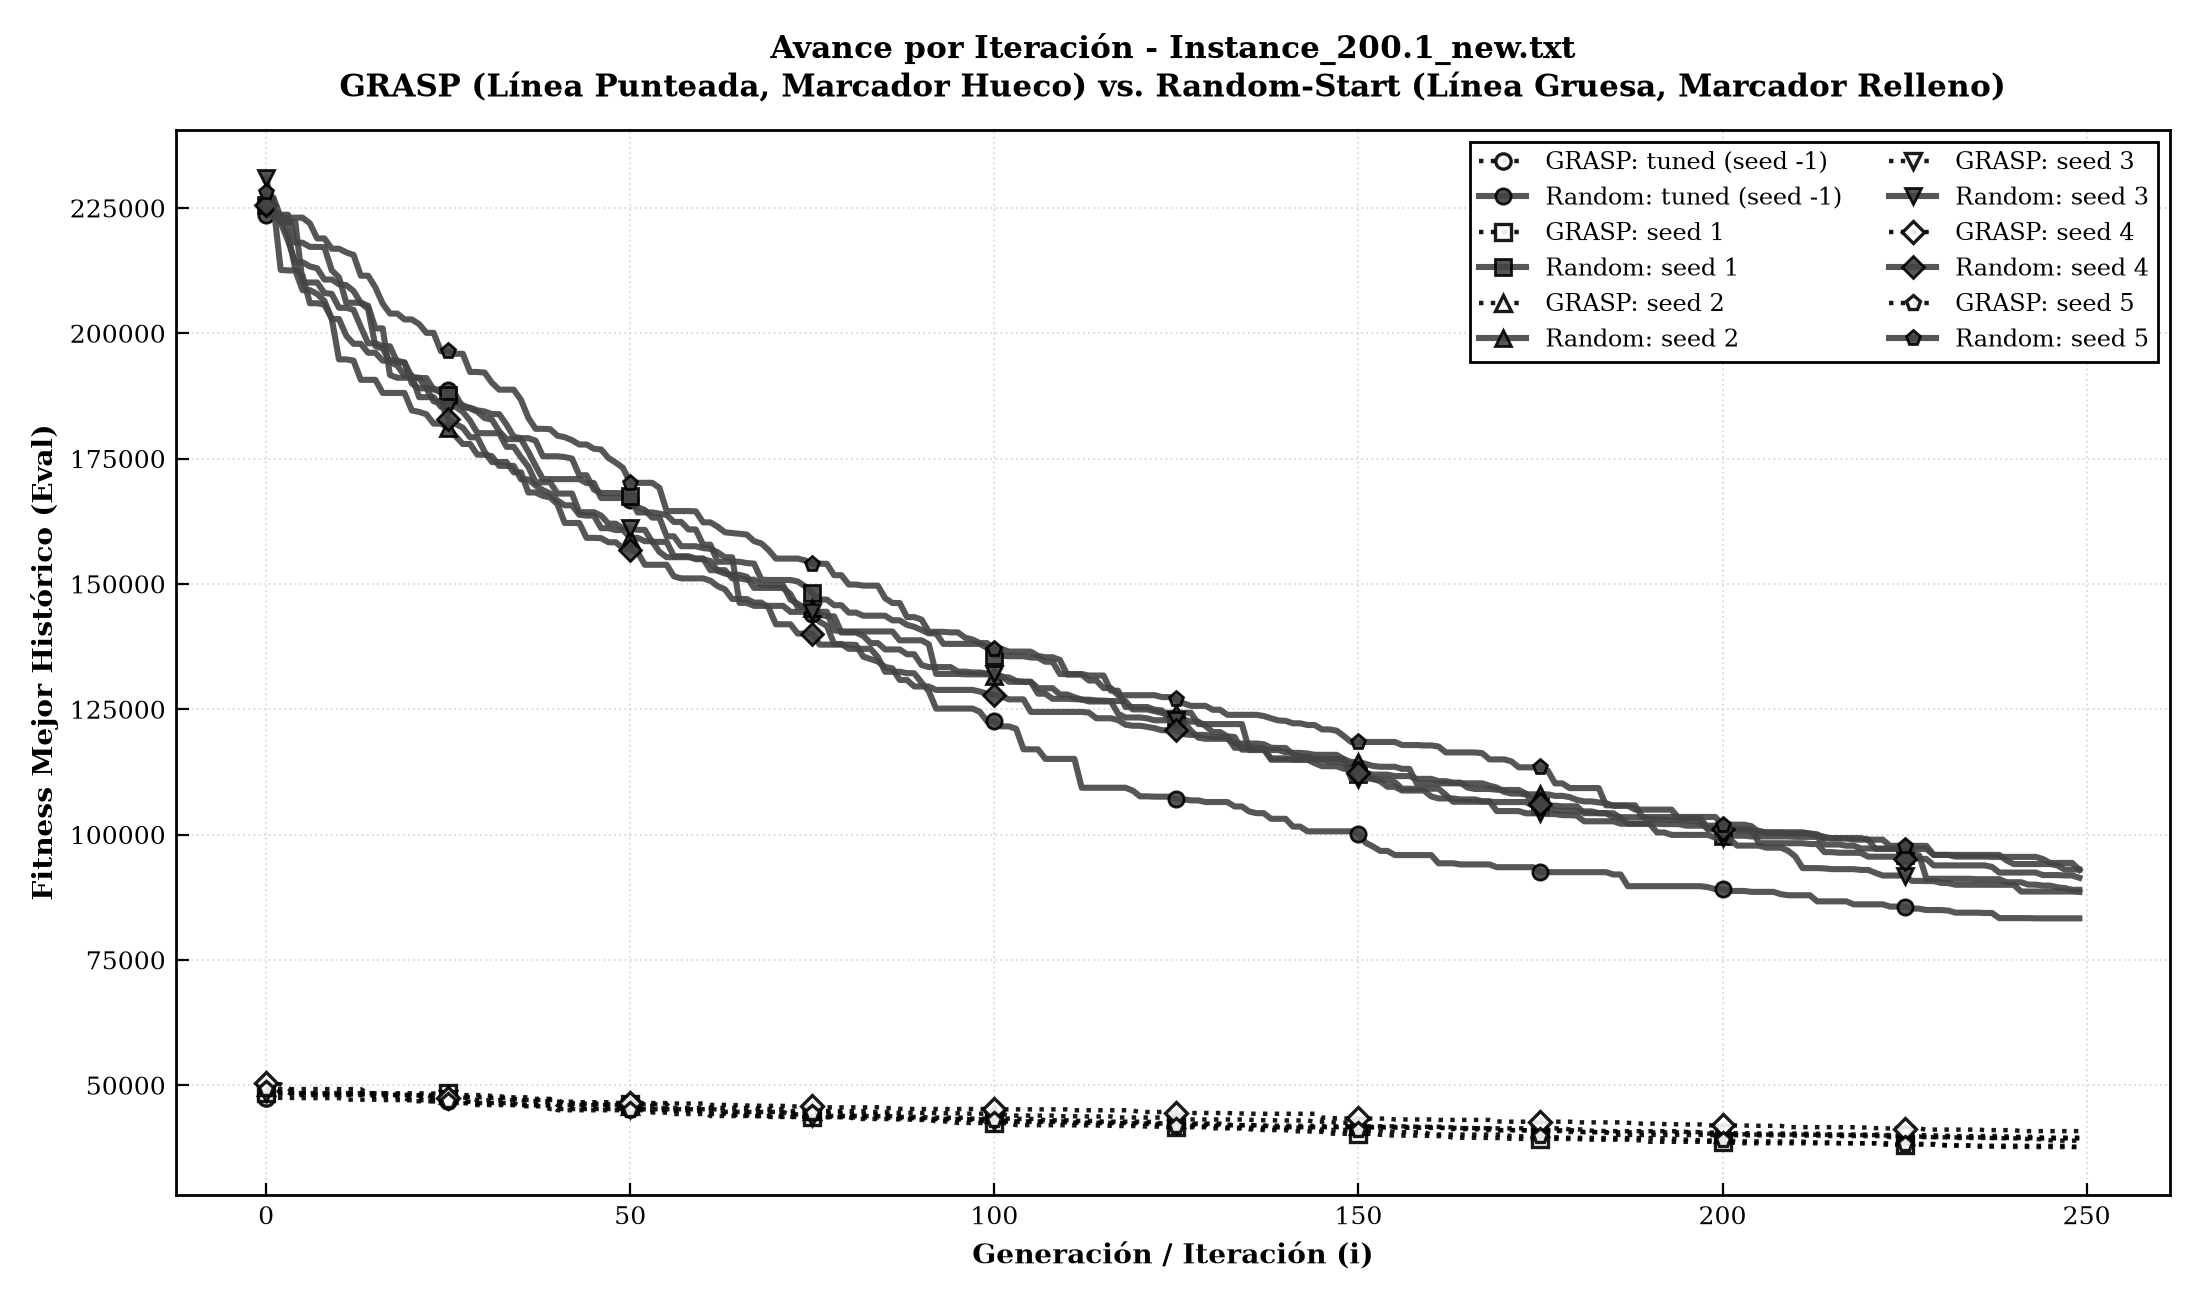 Avance por Iteración - Instance_200.1_new.txt
GRASP (Línea Punteada, Marcador Hueco) vs. Random-Start (Línea Gruesa, Marcador Relleno)
GRASP: tuned (seed -1)
Random: tuned (seed -1)
GRASP: seed 1
Random: seed 1
GRASP: seed 2
Random: seed 2
GRASP: seed 3
Random: seed 3
GRASP: seed 4
Random: seed 4
GRASP: seed 5
Random: seed 5
Fitness Mejor Histórico (Eval)
225000
200000
175000
150000
125000
100000
75000
50000
0 50 100 150 200 250
Generación / Iteración (i)